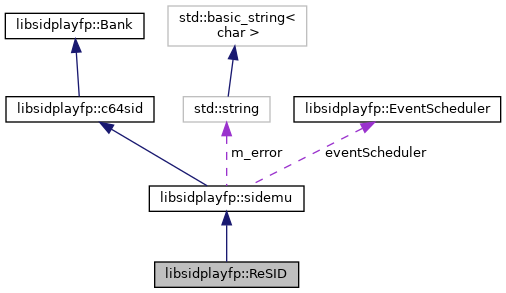 libsidplayfp::Bank
std::basic_string<
char >
libsidplayfp::c64sid
std::string
libsidplayfp::EventScheduler
m_error
eventScheduler
libsidplayfp::sidemu
libsidplayfp::ReSID